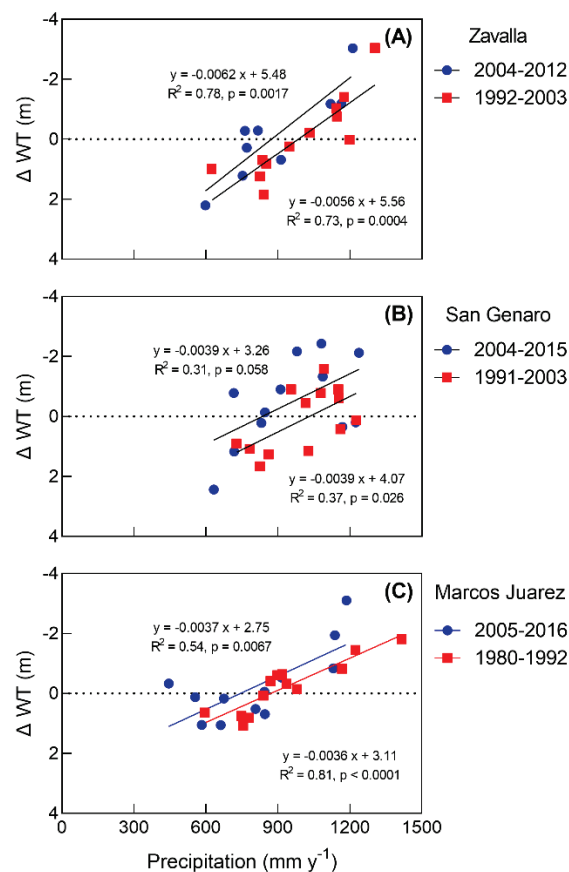 (A)
Zavalla
2004-2012
1992-2003
-4
-2
0
2
4
Δ WT (m)
y = -0.0062 x + 5.48
R² = 0.78, p = 0.0017
y = -0.0056 x + 5.56
R² = 0.73, p = 0.0004
(B)
San Genaro
2004-2015
1991-2003
-4
-2
0
2
4
Δ WT (m)
y = -0.0039 x + 3.26
R² = 0.31, p = 0.058
y = -0.0039 x + 4.07
R² = 0.37, p = 0.026
(C)
Marcos Juarez
2005-2016
1980-1992
-4
-2
0
2
4
Δ WT (m)
y = -0.0037 x + 2.75
R² = 0.54, p = 0.0067
y = -0.0036 x + 3.11
R² = 0.81, p < 0.0001
0 300 600 900 1200 1500
Precipitation (mm y⁻¹)